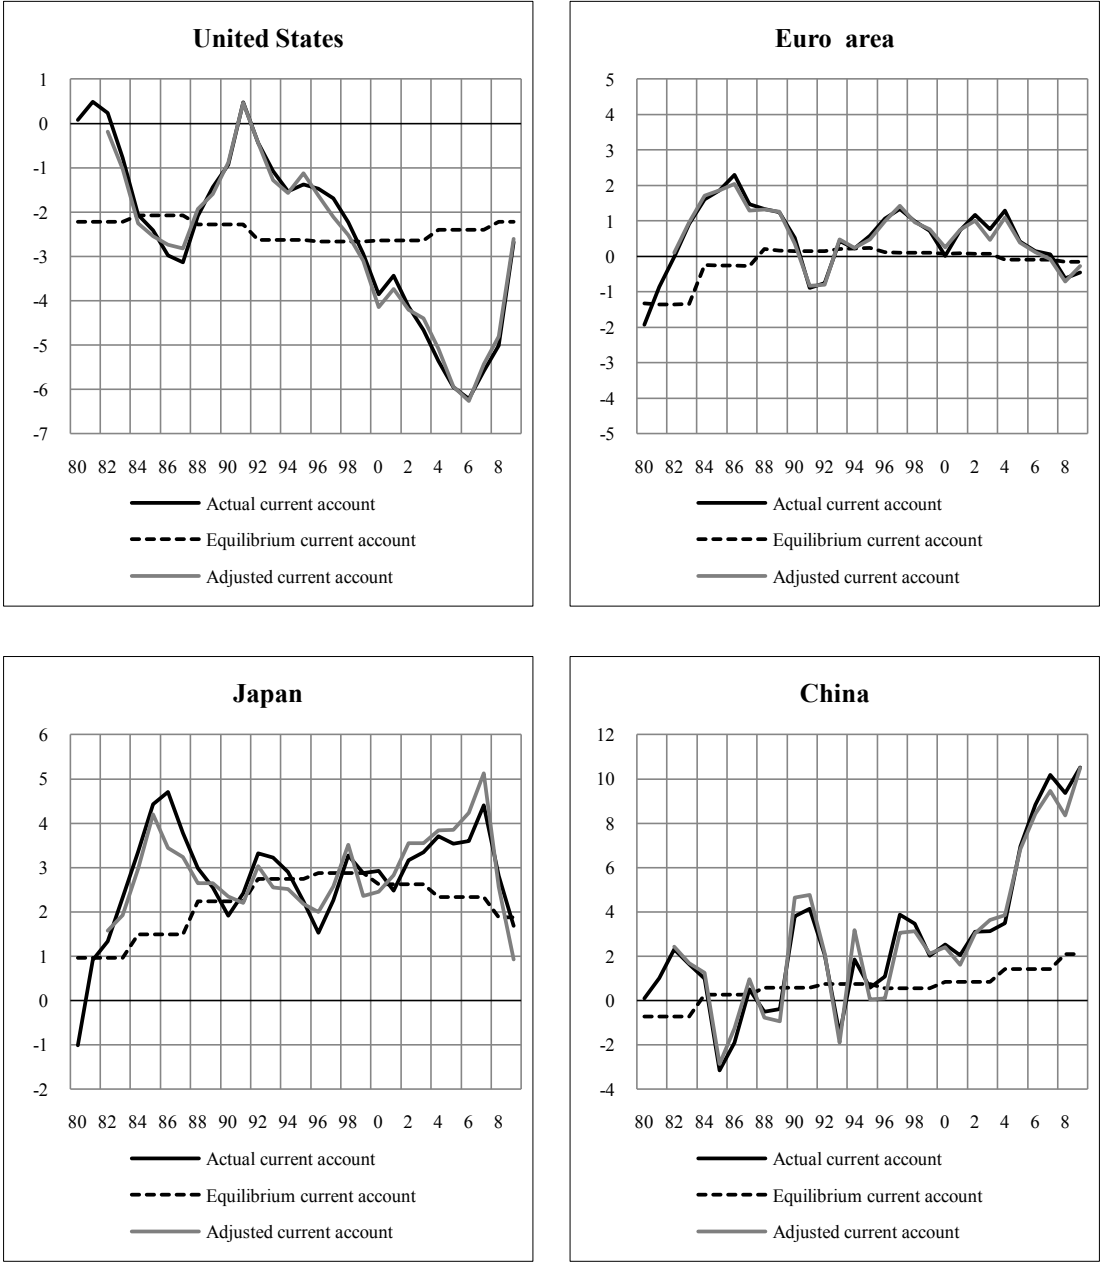 United States
1
0
-1
-2
-3
-4
-5
-6
-7
80 82 84 86 88 90 92 94 96 98 0 2 4 6 8
Actual current account
Equilibrium current account
Adjusted current account
Euro area
5
4
3
2
1
0
-1
-2
-3
-4
-5
80 82 84 86 88 90 92 94 96 98 0 2 4 6 8
Actual current account
Equilibrium current account
Adjusted current account
Japan
6
5
4
3
2
1
0
-1
-2
80 82 84 86 88 90 92 94 96 98 0 2 4 6 8
Actual current account
Equilibrium current account
Adjusted current account
China
12
10
8
6
4
2
0
-2
-4
80 82 84 86 88 90 92 94 96 98 0 2 4 6 8
Actual current account
Equilibrium current account
Adjusted current account